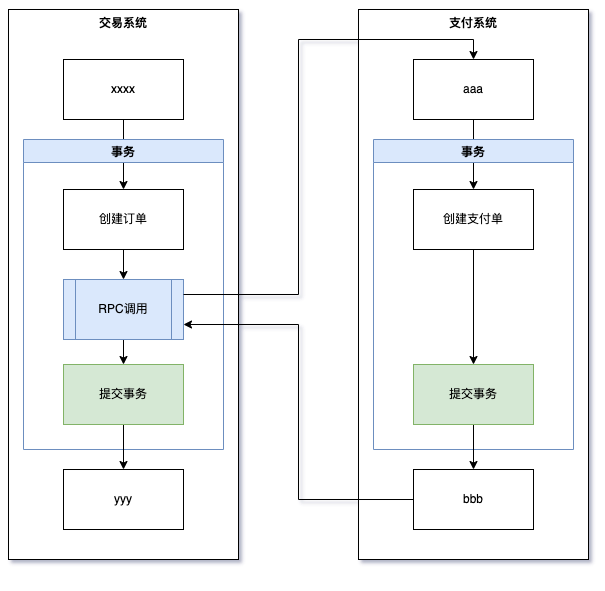 交易系统
xxxx
事务
创建订单
RPC调用
提交事务
yyy
支付系统
aaa
事务
创建支付单
提交事务
bbb